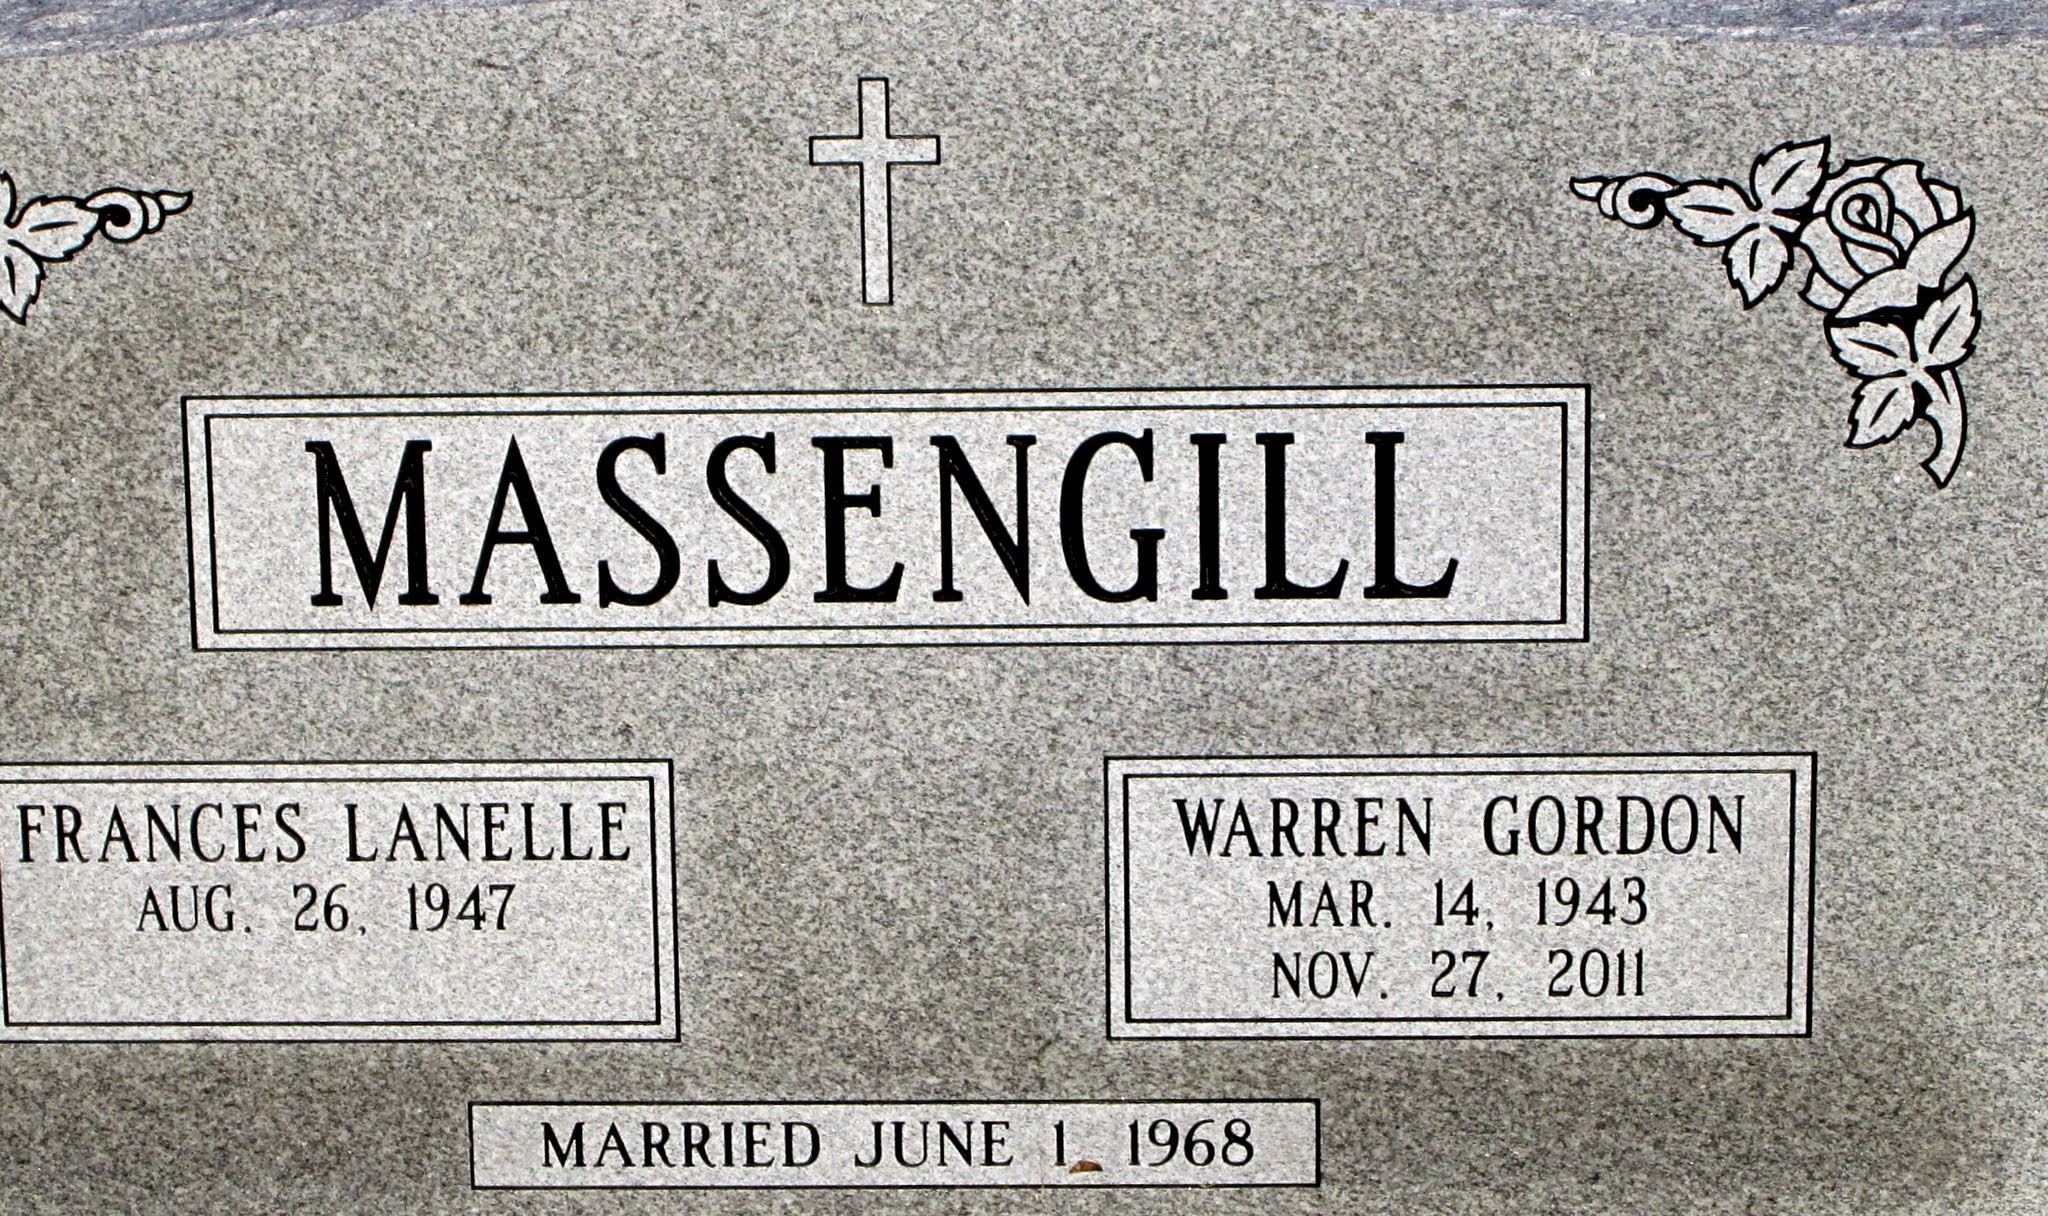 MASSENGILL
FRANCES LANELLE
AUG. 26, 1947
WARREN GORDON
MAR. 14, 1943
NOV. 27, 2011
MARRIED JUNE 1, 1968